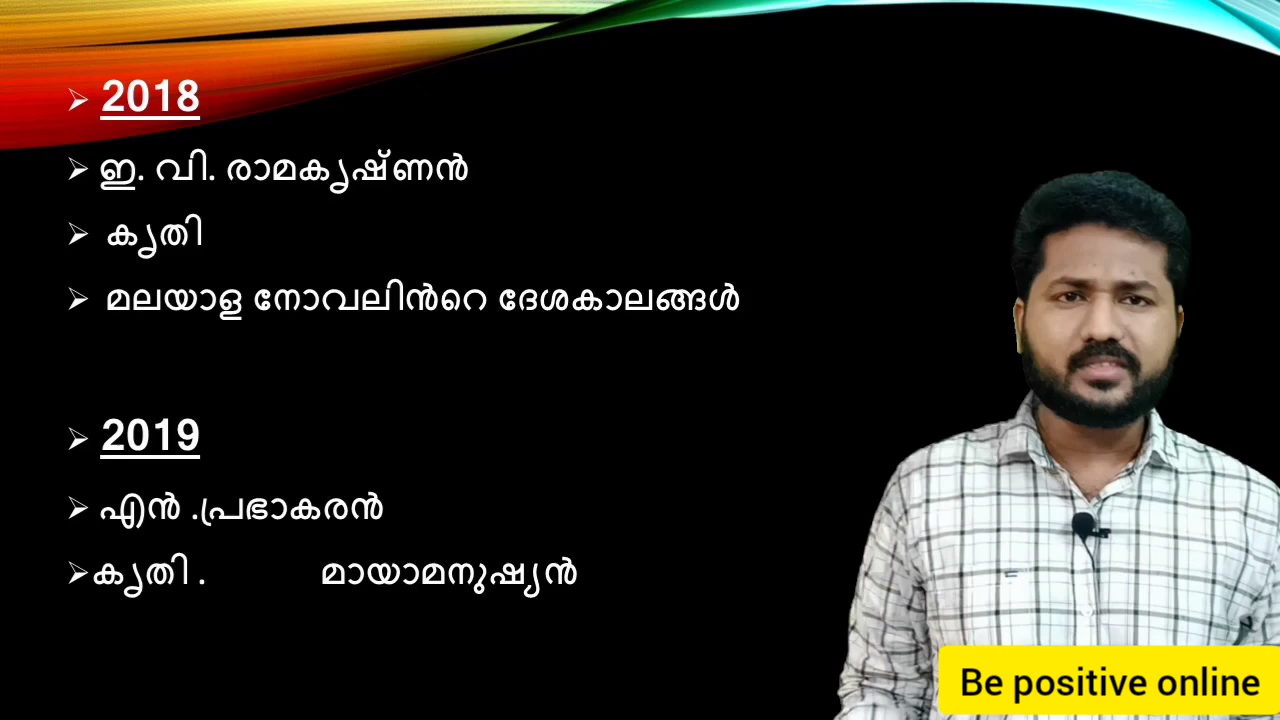 2018
ഇ. വി. രാമകൃഷ്ണൻ
കൃതി
മലയാള നോവലിൻറെ ദേശകാലങ്ങൾ
2019
എൻ .പ്രഭാകരൻ
കൃതി . മായാമനുഷ്യൻ
Be positive online